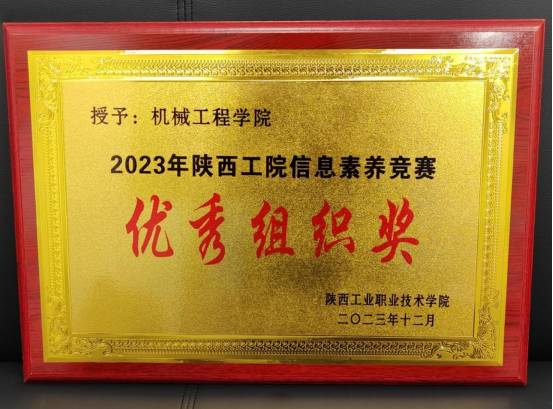 授予：机械工程学院
2023年陕西工院信息素养竞赛
优秀组织奖
陕西工业职业技术学院
二〇二三年十二月